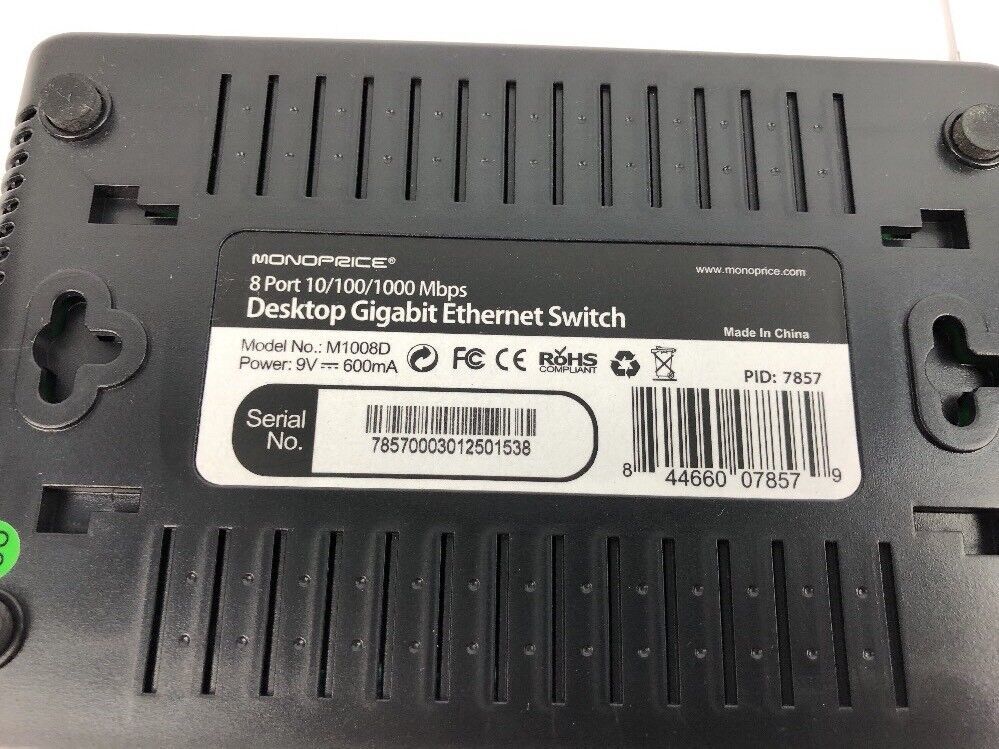 MONOPRICE®
www.monoprice.com
8 Port 10/100/1000 Mbps
Desktop Gigabit Ethernet Switch
Made In China
Model No.: M1008D
Power: 9V ⎓ 600mA
FC CE RoHS
COMPLIANT
PID: 7857
Serial
No.
78570003012501538
8 44660 07857 9